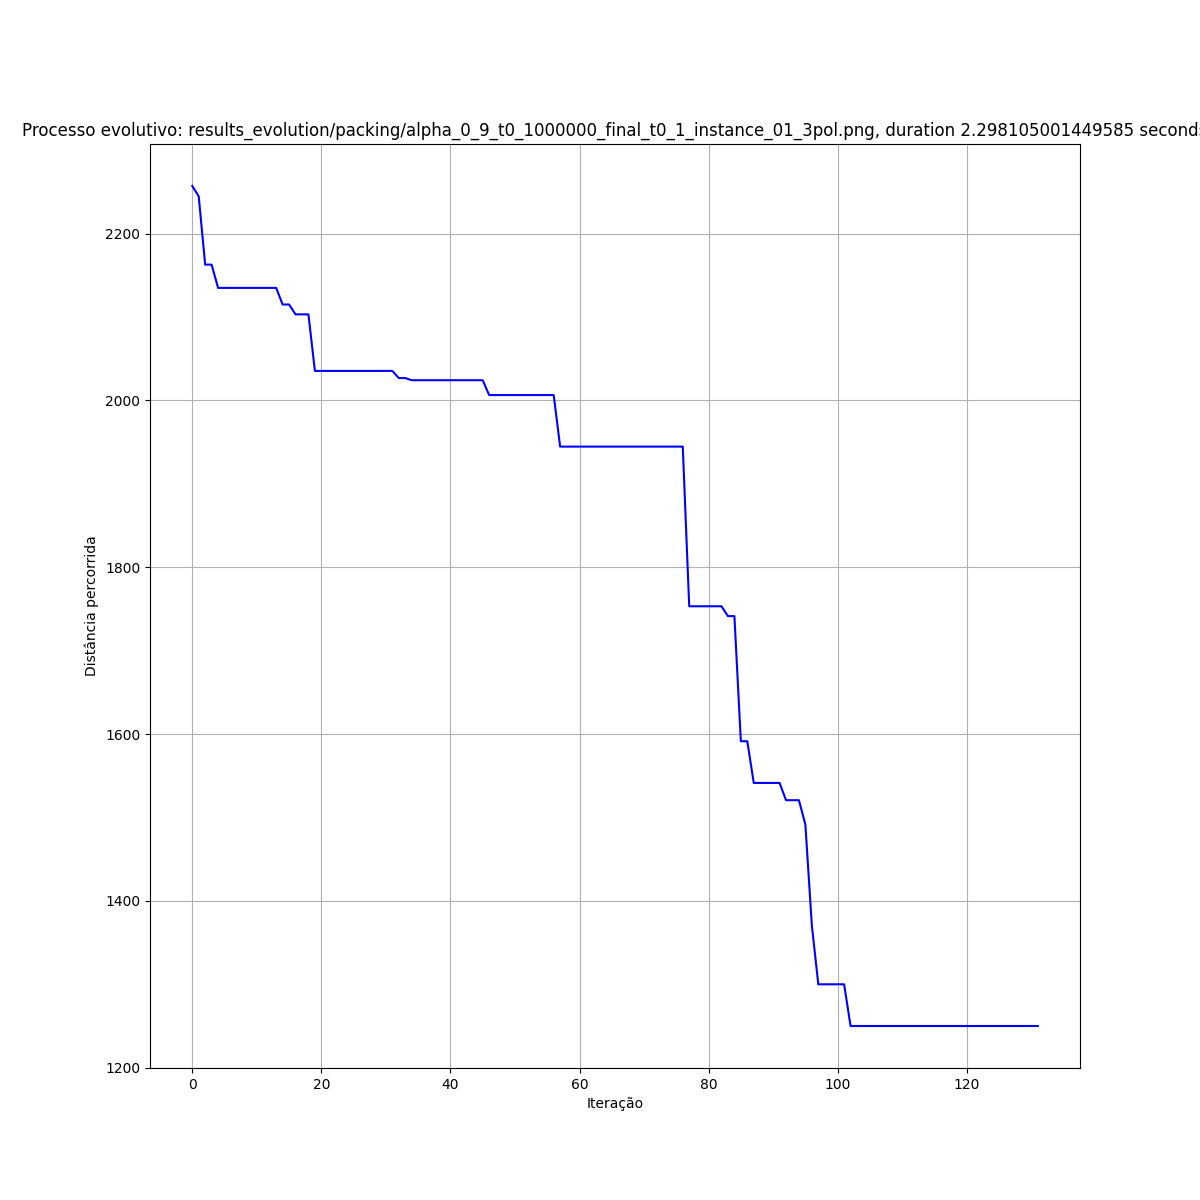 Processo evolutivo: results_evolution/packing/alpha_0_9_t0_1000000_final_t0_1_instance_01_3pol.png, duration 2.298105001449585 seconds
2200
2000
1800
1600
1400
1200
Distância percorrida
0 20 40 60 80 100 120
Iteração